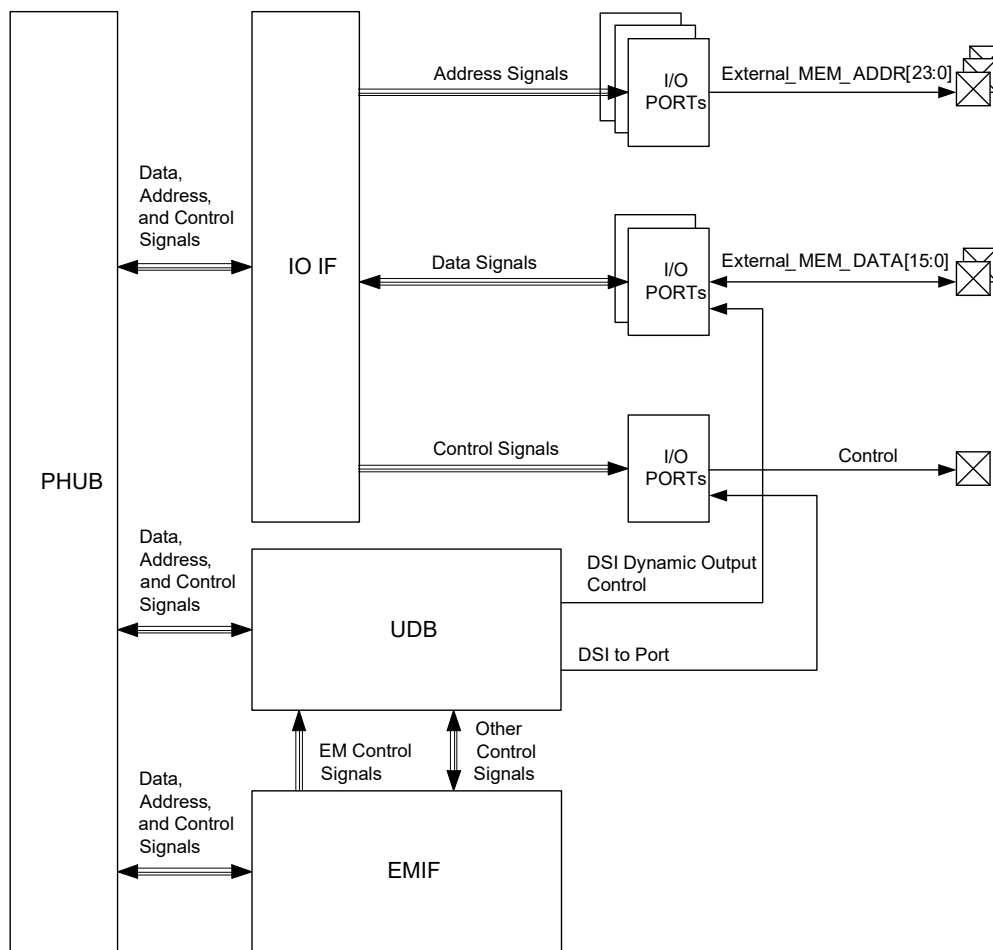 Address Signals
I/O
PORTs
External_MEM_ADDR[23:0]
Data,
Address,
and Control
Signals
IO IF
Data Signals
I/O
PORTs
External_MEM_DATA[15:0]
Control Signals
I/O
PORTs
Control
PHUB
Data,
Address,
and Control
Signals
UDB
DSI Dynamic Output
Control
DSI to Port
EM Control
Signals
Other
Control
Signals
Data,
Address,
and Control
Signals
EMIF